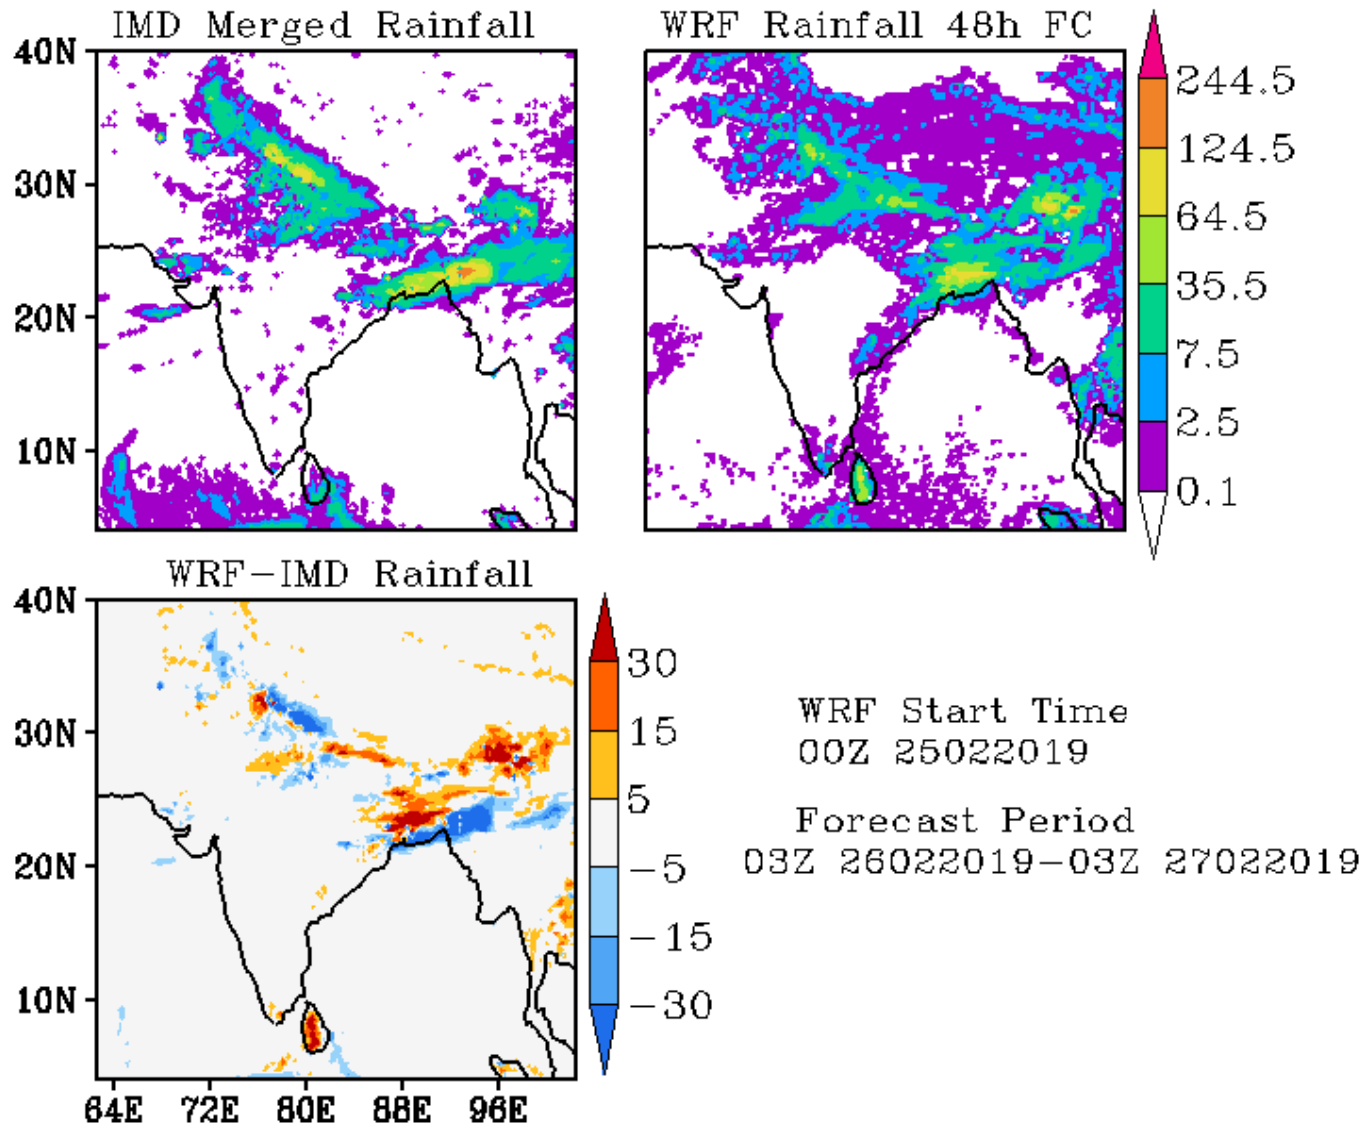 IMD Merged Rainfall
WRF Rainfall 48h FC
40N
30N
20N
10N
244.5
124.5
64.5
35.5
7.5
2.5
0.1
WRF-IMD Rainfall
40N
30N
20N
10N
64E 72E 80E 88E 96E
30
15
5
-5
-15
-30
WRF Start Time
00Z 25022019
Forecast Period
03Z 26022019-03Z 27022019